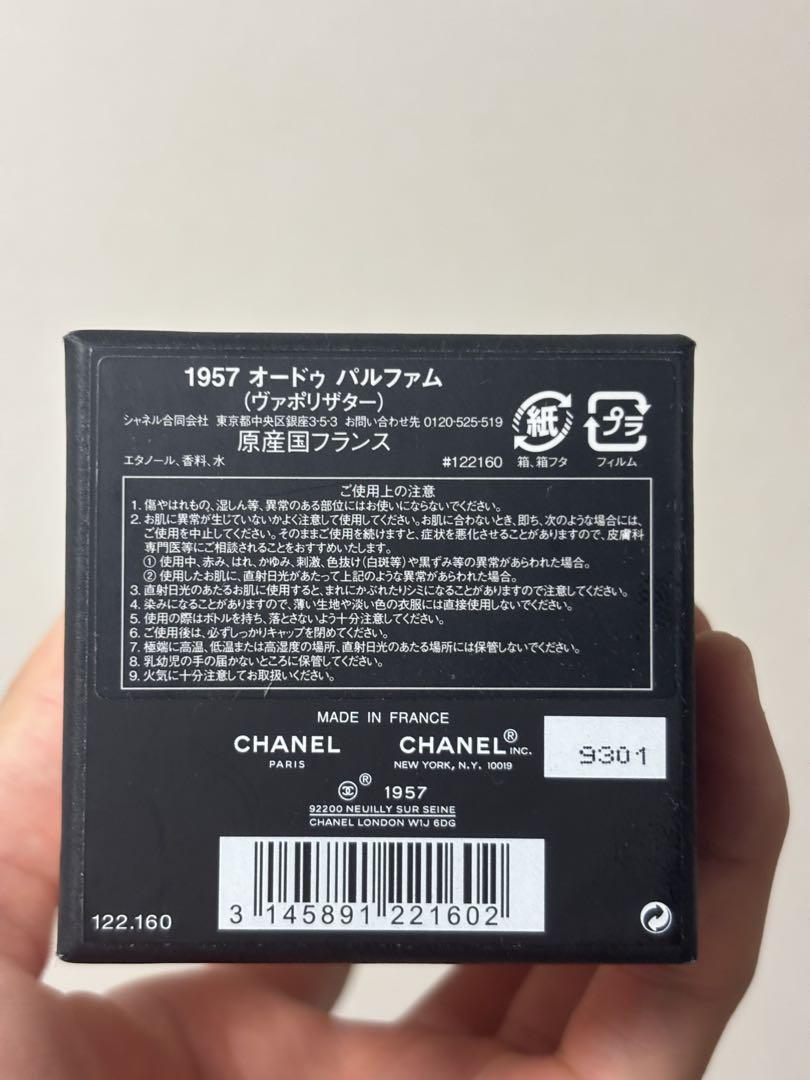 1957 オードゥ パルファム
(ヴァポリザター)
シャネル合同会社 東京都中央区銀座3-5-3 お問い合わせ先 0120-525-519
原産国フランス
エタノール、香料、水 #122160
紙 プラ
箱、箱フタ フィルム
ご使用上の注意
1. 傷やはれもの、湿しん等、異常のある部位にはお使いにならないでください。
2. お肌に異常が生じていないかよく注意して使用してください。お肌に合わないとき、即ち、次のような場合には、
ご使用を中止してください。そのままご使用を続けますと、症状を悪化させることがありますので、皮膚科
専門医等にご相談されることをおすすめいたします。
① 使用中、赤み、はれ、かゆみ、刺激、色抜け(白斑等)や黒ずみ等の異常があらわれた場合。
② 使用したお肌に、直射日光があたって上記のような異常があらわれた場合。
3. 直射日光のあたるお肌に使用すると、まれにかぶれたりシミになることがありますので注意してください。
4. 染みになることがありますので、薄い生地や淡い色の衣服には直接使用しないでください。
5. 使用の際はボトルを持ち、落とさないよう十分注意してください。
6. ご使用後は、必ずしっかりキャップを閉めてください。
7. 極端に高温、低温または高湿度の場所、直射日光のあたる場所には保管しないでください。
8. 乳幼児の手の届かないところに保管してください。
9. 火気に十分注意してお取扱いください。
MADE IN FRANCE
CHANEL CHANEL® INC.
PARIS NEW YORK, N.Y. 10019
9301
® 1957
92200 NEUILLY SUR SEINE
CHANEL LONDON W1J 6DG
3 145891 221602
122.160